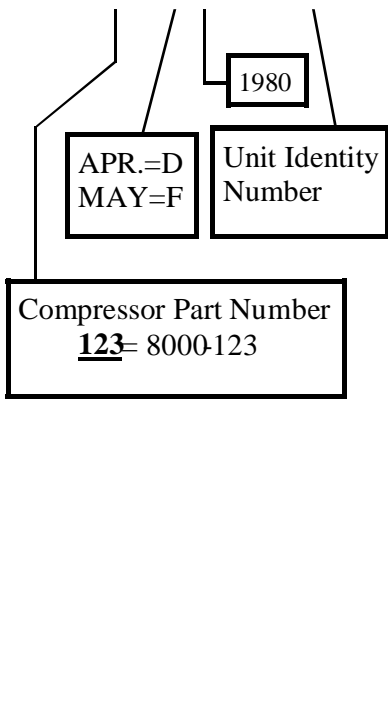 1980
APR.=D
MAY=F
Unit Identity
Number
Compressor Part Number
123= 8000-123